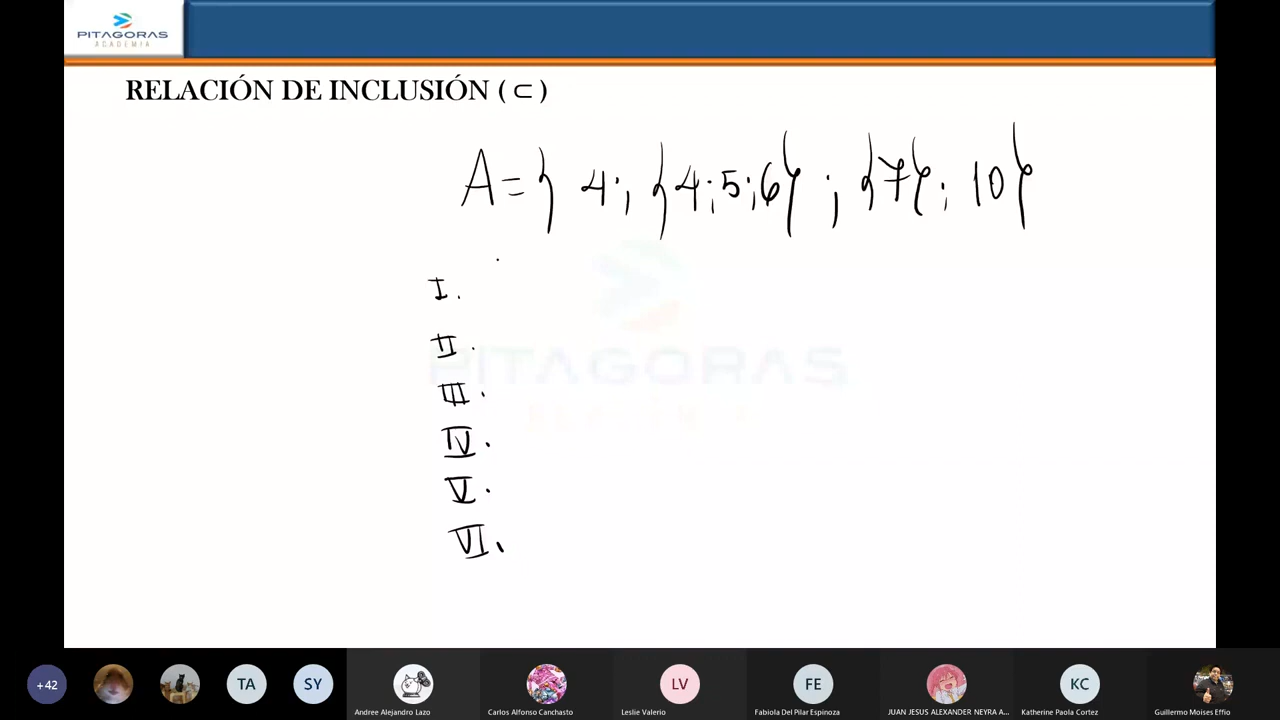 PITAGORAS
ACADEMIA
RELACIÓN DE INCLUSIÓN ( ⊂ )
A = { 4; {4;5;6} ; {7}; 10}
I.
II.
III.
IV.
V.
VI.
PITAGORAS
ACADEMIA
+42
TA
SY
LV
FE
KC
Andree Alejandro Lazo
Carlos Alfonso Canchasto
Leslie Valerio
Fabiola Del Pilar Espinoza
JUAN JESUS ALEXANDER NEYRA A...
Katherine Paola Cortez
Guillermo Moises Effio